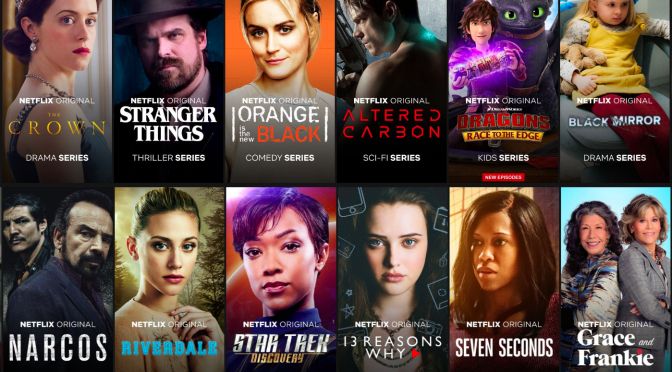 NETFLIX ORIGINAL
THE
CROWN
DRAMA SERIES
NETFLIX ORIGINAL
STRANGER
THINGS
THRILLER SERIES
NETFLIX ORIGINAL
ORANGE
is the new BLACK
COMEDY SERIES
NETFLIX ORIGINAL
ALTERED
CARBON
SCI-FI SERIES
NETFLIX ORIGINAL
DREAMWORKS
DRAGONS
RACE TO THE EDGE
KIDS SERIES
NEW EPISODES
NETFLIX ORIGINAL
BLACK MIRROR
DRAMA SERIES
NETFLIX ORIGINAL
NARCOS
NETFLIX ORIGINAL
RIVERDALE
NETFLIX ORIGINAL
STAR TREK
DISCOVERY
NETFLIX ORIGINAL
13 REASONS
WHY
NETFLIX ORIGINAL
SEVEN SECONDS
NETFLIX ORIGINAL
Grace and
Frankie